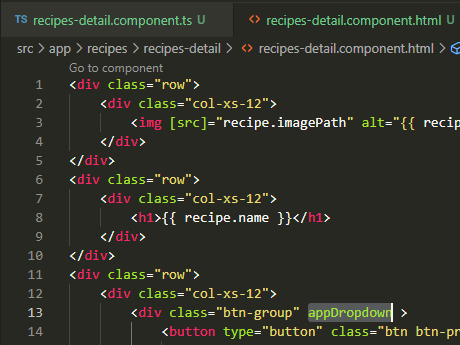 TS recipes-detail.component.ts U
<> recipes-detail.component.html U
src > app > recipes > recipes-detail > <> recipes-detail.component.html >
Go to component
1 <div class="row">
2 <div class="col-xs-12">
3 <img [src]="recipe.imagePath" alt="{{ recip
4 </div>
5 </div>
6 <div class="row">
7 <div class="col-xs-12">
8 <h1>{{ recipe.name }}</h1>
9 </div>
10 </div>
11 <div class="row">
12 <div class="col-xs-12">
13 <div class="btn-group" appDropdown >
14 <button type="button" class="btn btn-pr